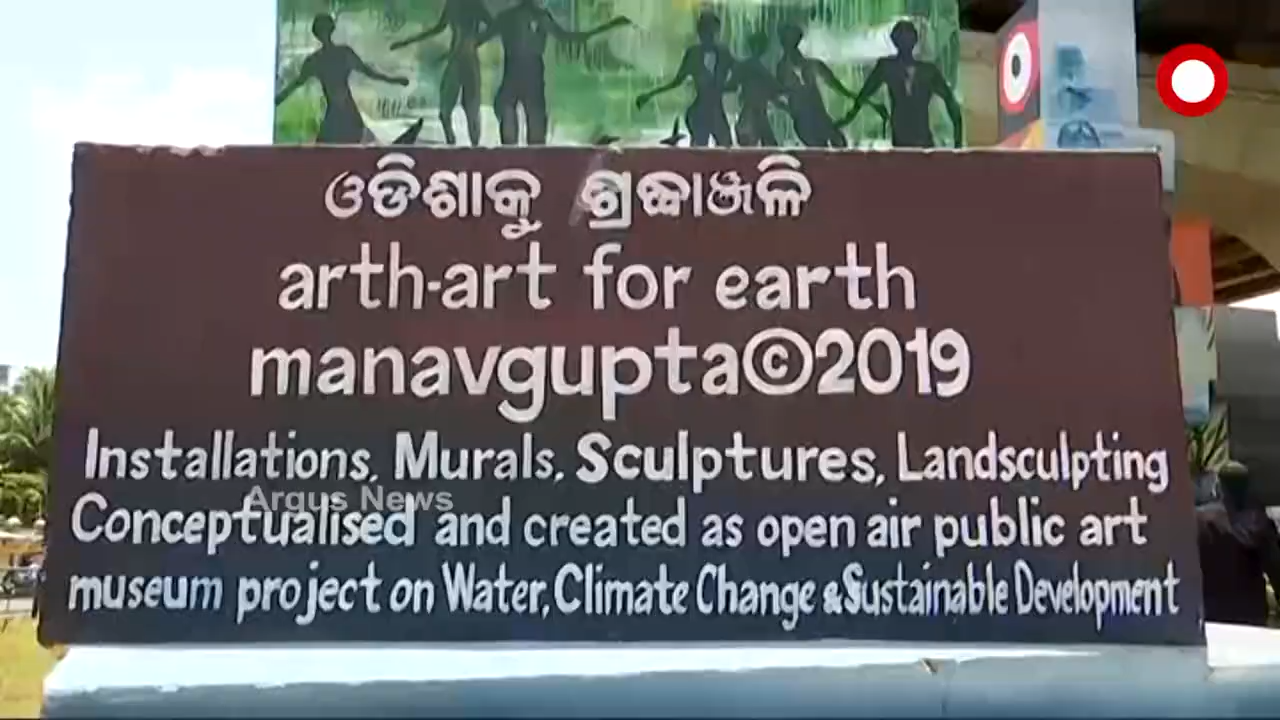 ଓଡିଶାକୁ ଶ୍ରଦ୍ଧାଞ୍ଜଳି
arth-art for earth
manavgupta©2019
Installations, Murals, Sculptures, Landsculpting
Argus News
Conceptualised and created as open air public art
museum project on Water, Climate Change & Sustainable Development